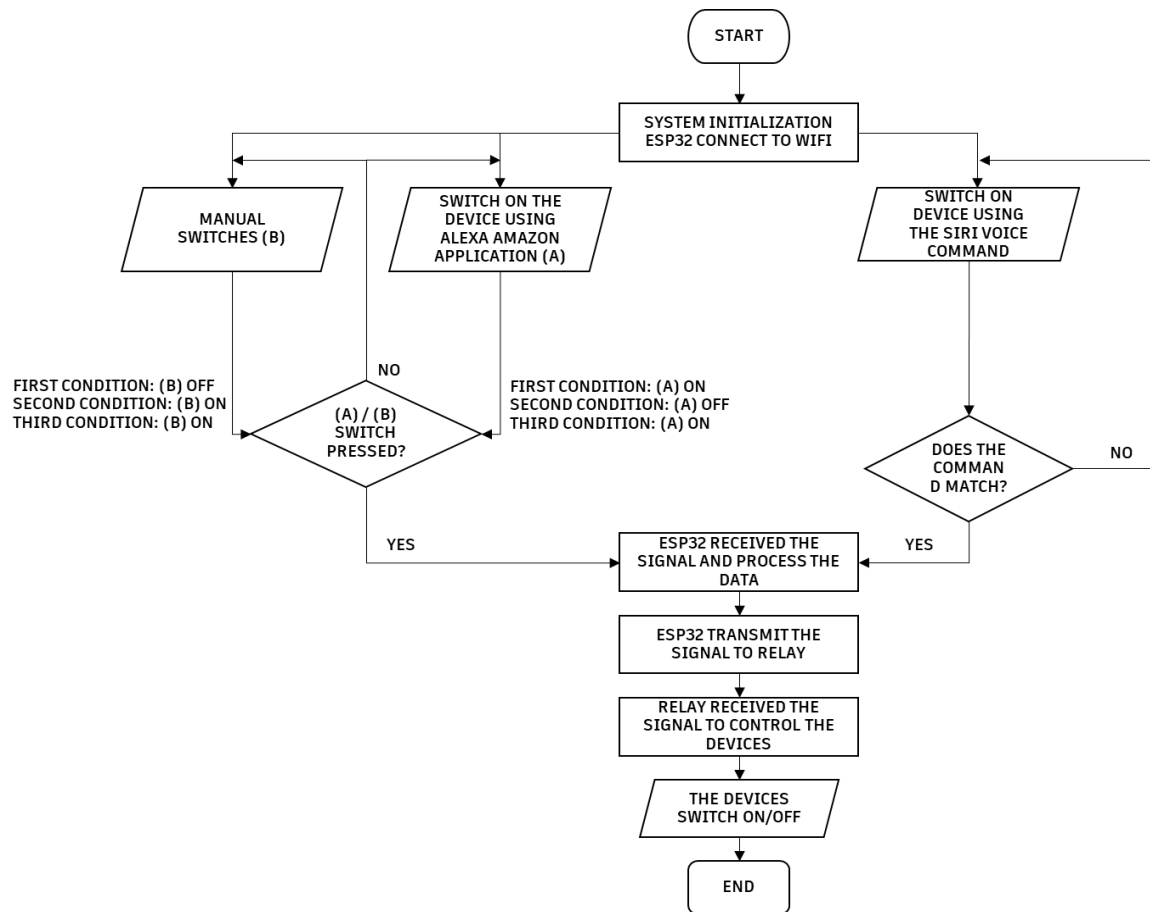 START
SYSTEM INITIALIZATION
ESP32 CONNECT TO WIFI
MANUAL
SWITCHES (B)
SWITCH ON THE
DEVICE USING
ALEXA AMAZON
APPLICATION (A)
SWITCH ON
DEVICE USING
THE SIRI VOICE
COMMAND
FIRST CONDITION: (B) OFF
SECOND CONDITION: (B) ON
THIRD CONDITION: (B) ON
NO
(A) / (B)
SWITCH
PRESSED?
FIRST CONDITION: (A) ON
SECOND CONDITION: (A) OFF
THIRD CONDITION: (A) ON
DOES THE
COMMAN
D MATCH?
NO
YES
YES
ESP32 RECEIVED THE
SIGNAL AND PROCESS THE
DATA
ESP32 TRANSMIT THE
SIGNAL TO RELAY
RELAY RECEIVED THE
SIGNAL TO CONTROL THE
DEVICES
THE DEVICES
SWITCH ON/OFF
END